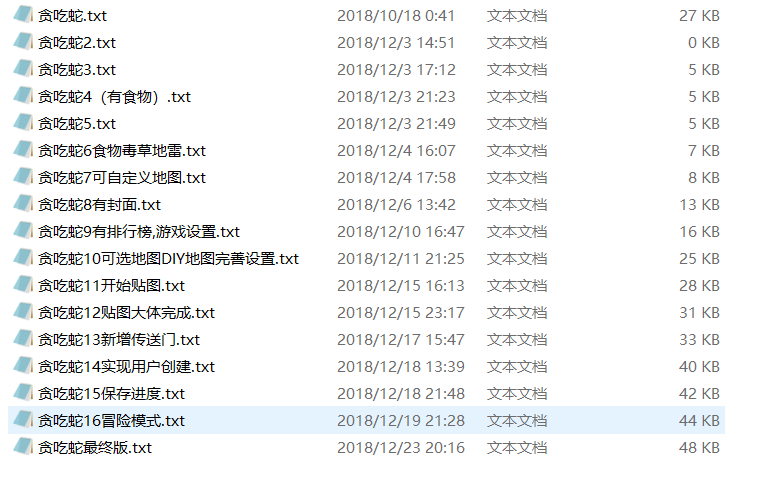 贪吃蛇.txt 2018/10/18 0:41 文本文档 27 KB
贪吃蛇2.txt 2018/12/3 14:51 文本文档 0 KB
贪吃蛇3.txt 2018/12/3 17:12 文本文档 5 KB
贪吃蛇4（有食物）.txt 2018/12/3 21:23 文本文档 5 KB
贪吃蛇5.txt 2018/12/3 21:49 文本文档 5 KB
贪吃蛇6食物毒草地雷.txt 2018/12/4 16:07 文本文档 7 KB
贪吃蛇7可自定义地图.txt 2018/12/4 17:58 文本文档 8 KB
贪吃蛇8有封面.txt 2018/12/6 13:42 文本文档 13 KB
贪吃蛇9有排行榜,游戏设置.txt 2018/12/10 16:47 文本文档 16 KB
贪吃蛇10可选地图DIY地图完善设置.txt 2018/12/11 21:25 文本文档 25 KB
贪吃蛇11开始贴图.txt 2018/12/15 16:13 文本文档 28 KB
贪吃蛇12贴图大体完成.txt 2018/12/15 23:17 文本文档 31 KB
贪吃蛇13新增传送门.txt 2018/12/17 15:47 文本文档 33 KB
贪吃蛇14实现用户创建.txt 2018/12/18 13:39 文本文档 40 KB
贪吃蛇15保存进度.txt 2018/12/18 21:48 文本文档 42 KB
贪吃蛇16冒险模式.txt 2018/12/19 21:28 文本文档 44 KB
贪吃蛇最终版.txt 2018/12/23 20:16 文本文档 48 KB